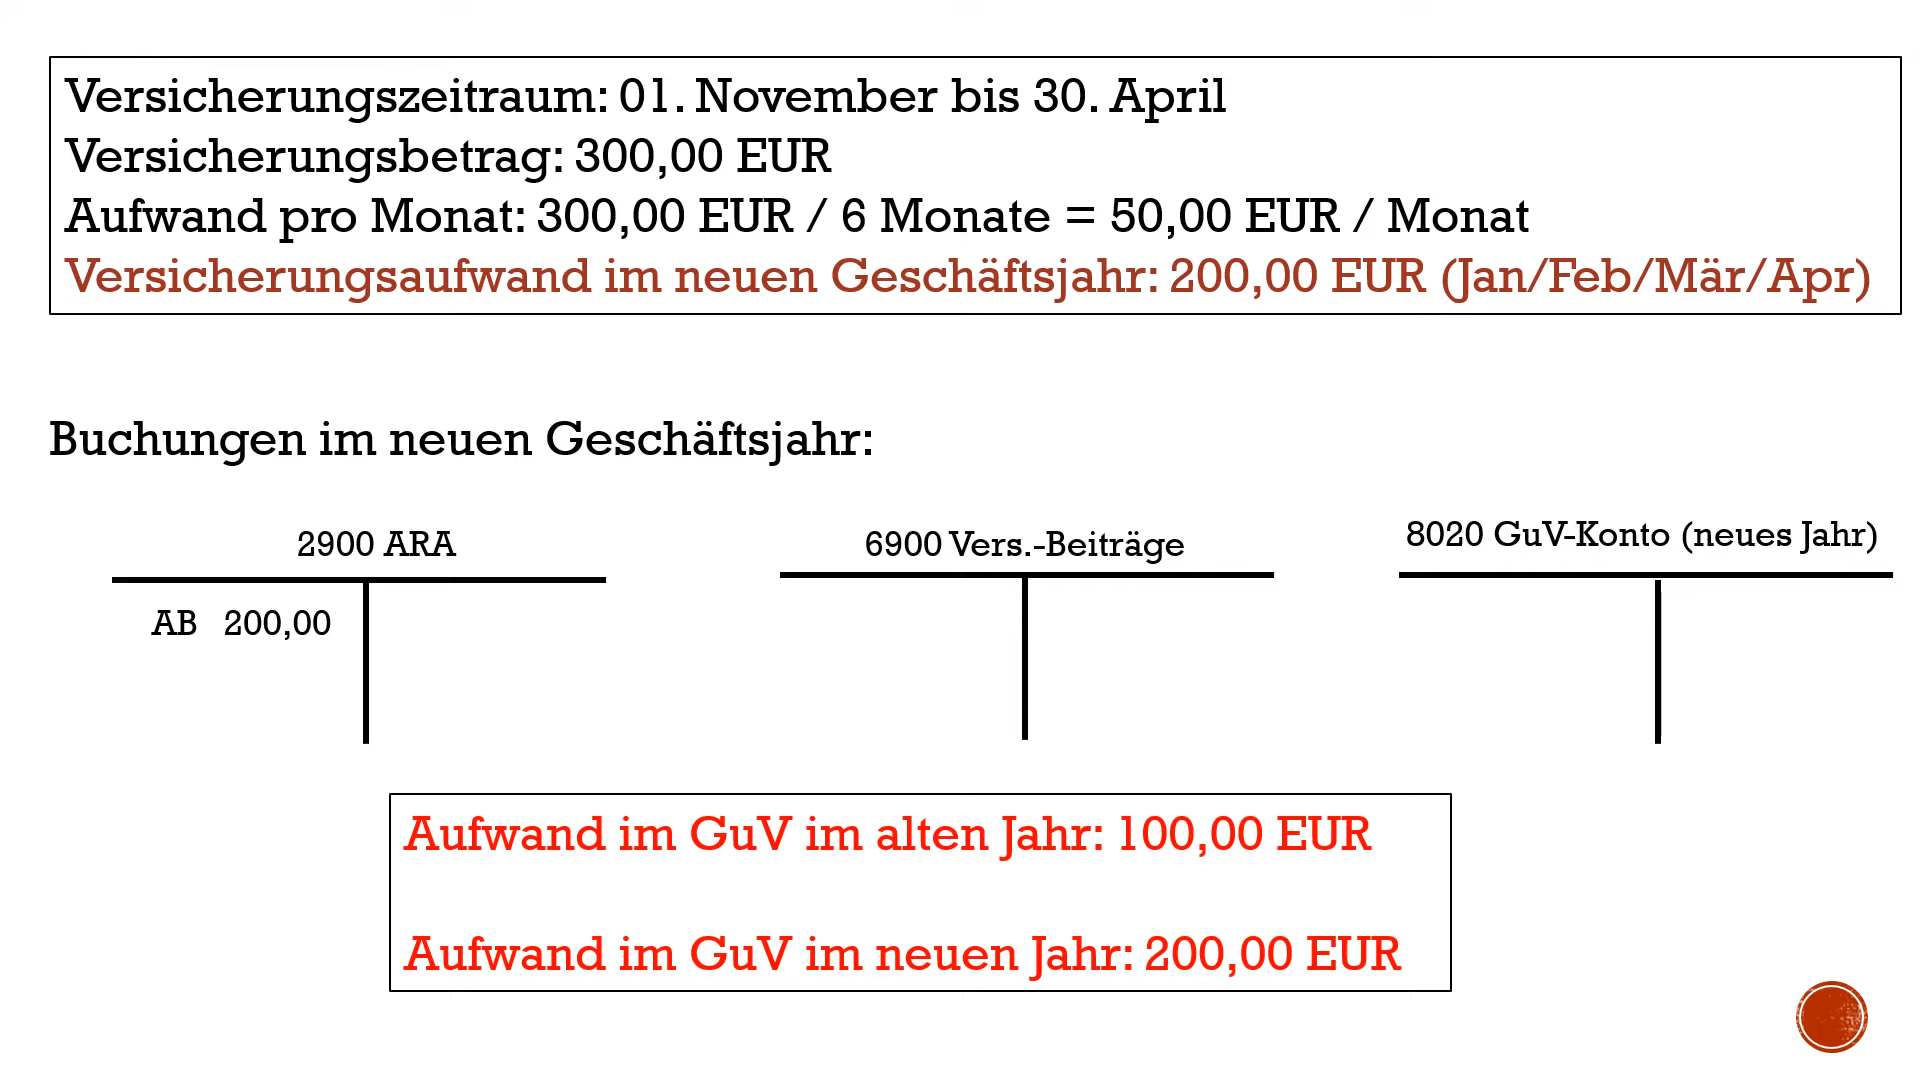 Versicherungszeitraum: 01. November bis 30. April
Versicherungsbetrag: 300,00 EUR
Aufwand pro Monat: 300,00 EUR / 6 Monate = 50,00 EUR / Monat
Versicherungsaufwand im neuen Geschäftsjahr: 200,00 EUR (Jan/Feb/Mär/Apr)
Buchungen im neuen Geschäftsjahr:
2900 ARA
AB 200,00
6900 Vers.-Beiträge
8020 GuV-Konto (neues Jahr)
Aufwand im GuV im alten Jahr: 100,00 EUR
Aufwand im GuV im neuen Jahr: 200,00 EUR